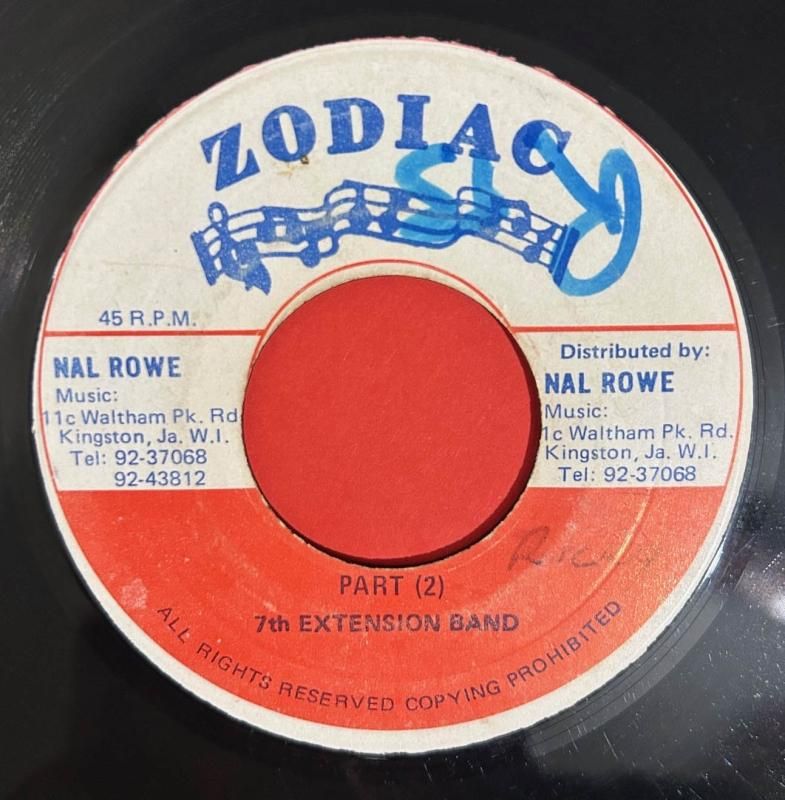 ZODIAC
45 R.P.M.
NAL ROWE
Music:
11c Waltham Pk. Rd
Kingston, Ja. W.I.
Tel: 92-37068
92-43812
Distributed by:
NAL ROWE
Music:
1c Waltham Pk. Rd.
Kingston, Ja. W.I.
Tel: 92-37068
PART (2)
7th EXTENSION BAND
ALL RIGHTS RESERVED COPYING PROHIBITED